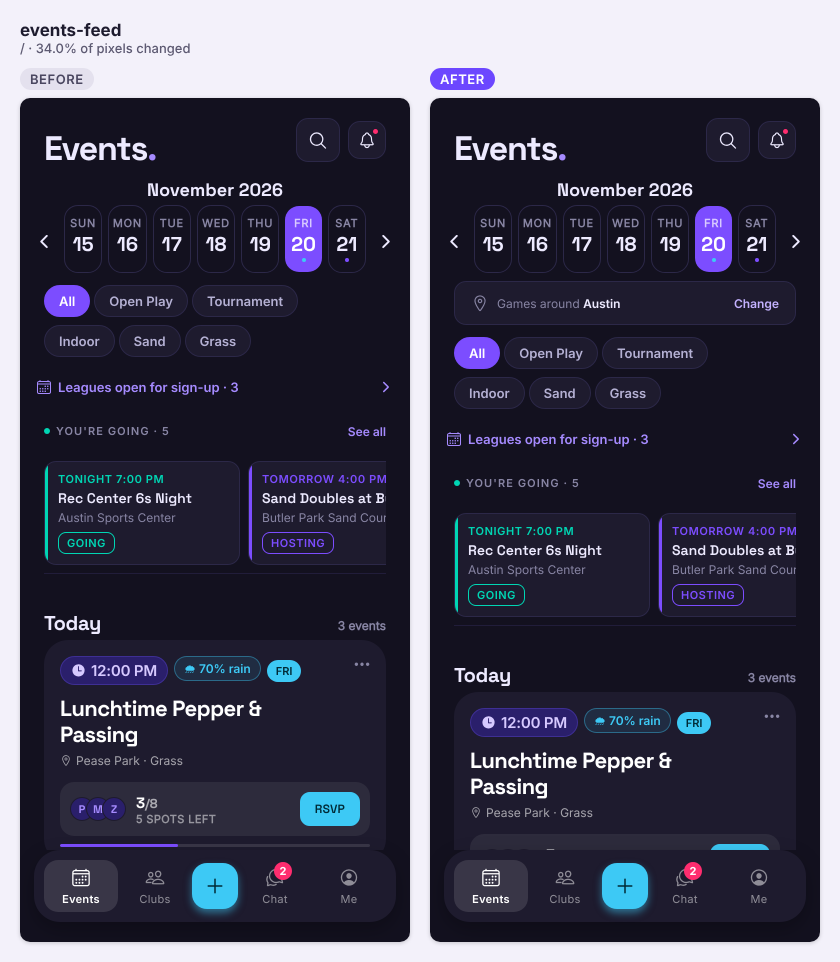 events-feed
/ · 34.0% of pixels changed
BEFORE
Events.
November 2026
SUN MON TUE WED THU FRI SAT
15 16 17 18 19 20 21
All Open Play Tournament
Indoor Sand Grass
Leagues open for sign-up · 3
YOU'RE GOING · 5 See all
TONIGHT 7:00 PM TOMORROW 4:00 PM
Rec Center 6s Night Sand Doubles at B
Austin Sports Center Butler Park Sand Cour
GOING HOSTING
Today 3 events
12:00 PM 70% rain FRI
Lunchtime Pepper &
Passing
Pease Park · Grass
P M Z 3/8 RSVP
5 SPOTS LEFT
Events Clubs Chat 2 Me
AFTER
Events.
November 2026
SUN MON TUE WED THU FRI SAT
15 16 17 18 19 20 21
Games around Austin Change
All Open Play Tournament
Indoor Sand Grass
Leagues open for sign-up · 3
YOU'RE GOING · 5 See all
TONIGHT 7:00 PM TOMORROW 4:00 PM
Rec Center 6s Night Sand Doubles at B
Austin Sports Center Butler Park Sand Cour
GOING HOSTING
Today 3 events
12:00 PM 70% rain FRI
Lunchtime Pepper &
Passing
Pease Park · Grass
Events Clubs Chat 2 Me